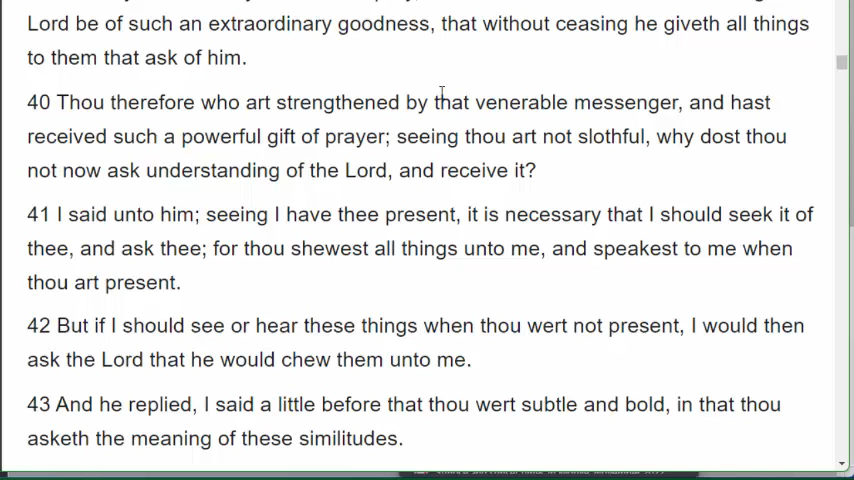 Lord be of such an extraordinary goodness, that without ceasing he giveth all things
to them that ask of him.
40 Thou therefore who art strengthened by that venerable messenger, and hast
received such a powerful gift of prayer; seeing thou art not slothful, why dost thou
not now ask understanding of the Lord, and receive it?
41 I said unto him; seeing I have thee present, it is necessary that I should seek it of
thee, and ask thee; for thou shewest all things unto me, and speakest to me when
thou art present.
42 But if I should see or hear these things when thou wert not present, I would then
ask the Lord that he would chew them unto me.
43 And he replied, I said a little before that thou wert subtle and bold, in that thou
asketh the meaning of these similitudes.